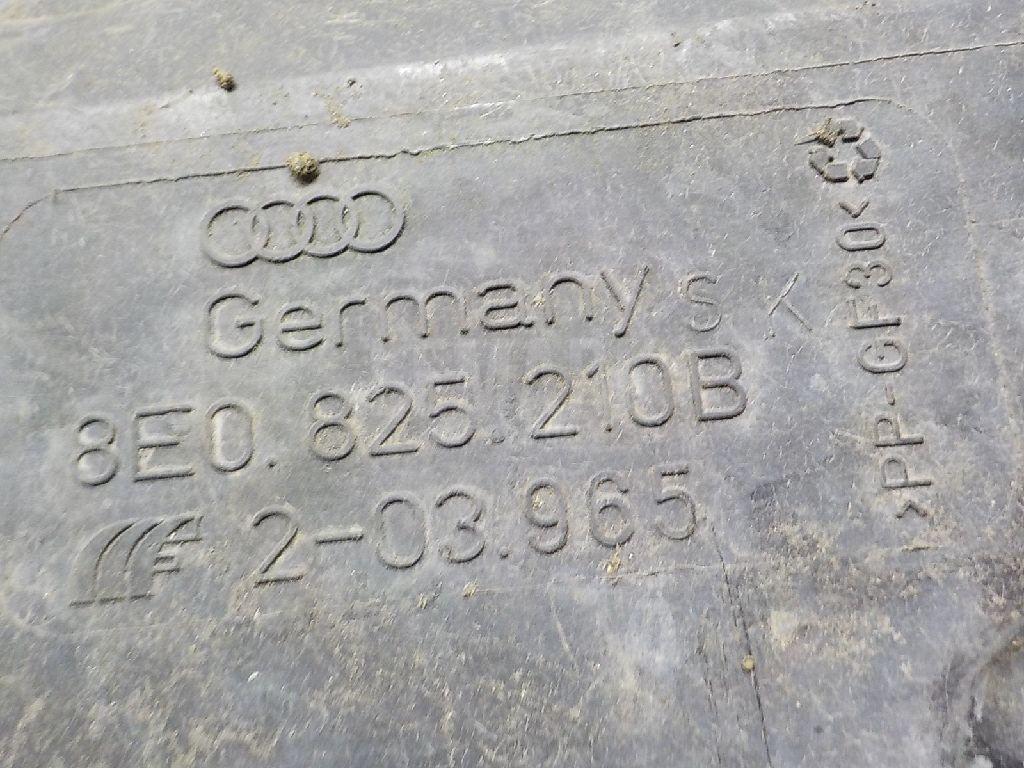 Germany S K
8E0.825.210B
2-03.965
>PP-GF30<